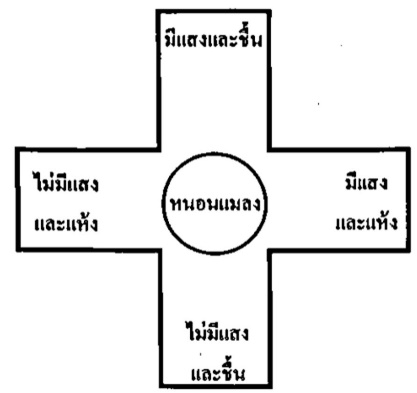 มีแสงและชื้น
ไม่มีแสง
และแห้ง
หนอนแมลง
มีแสง
และแห้ง
ไม่มีแสง
และชื้น